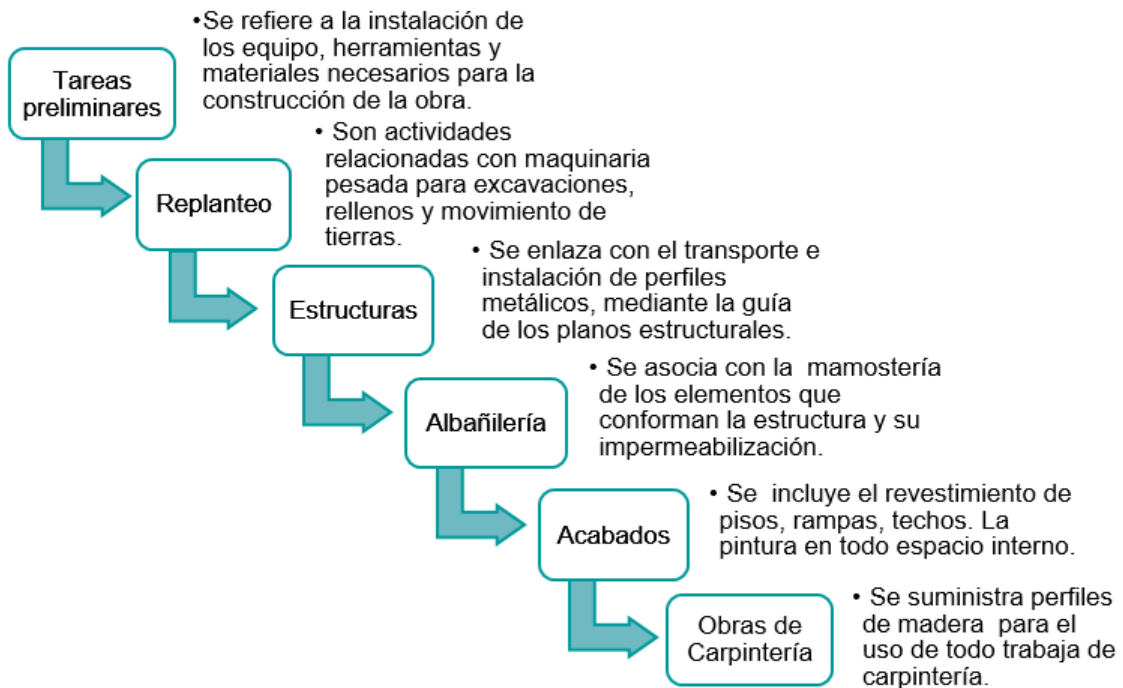 Tareas
preliminares
•Se refiere a la instalación de
los equipo, herramientas y
materiales necesarios para la
construcción de la obra.
Replanteo
• Son actividades
relacionadas con maquinaria
pesada para excavaciones,
rellenos y movimiento de
tierras.
Estructuras
• Se enlaza con el transporte e
instalación de perfiles
metálicos, mediante la guía
de los planos estructurales.
Albañilería
• Se asocia con la mamostería
de los elementos que
conforman la estructura y su
impermeabilización.
Acabados
• Se incluye el revestimiento de
pisos, rampas, techos. La
pintura en todo espacio interno.
Obras de
Carpintería
• Se suministra perfiles
de madera para el
uso de todo trabaja de
carpintería.